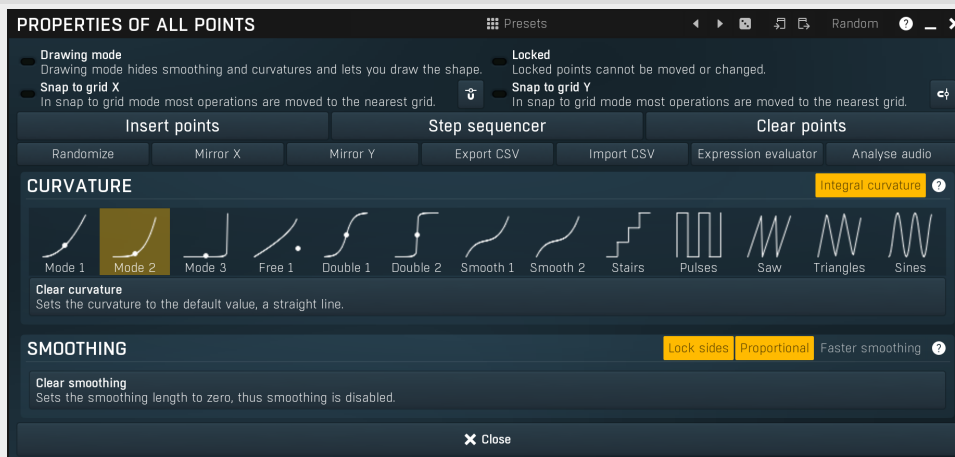 PROPERTIES OF ALL POINTS Presets Random ?
Drawing mode
Drawing mode hides smoothing and curvatures and lets you draw the shape.
Locked
Locked points cannot be moved or changed.
Snap to grid X
In snap to grid mode most operations are moved to the nearest grid.
Snap to grid Y
In snap to grid mode most operations are moved to the nearest grid.
Insert points Step sequencer Clear points
Randomize Mirror X Mirror Y Export CSV Import CSV Expression evaluator Analyse audio
CURVATURE Integral curvature ?
Mode 1 Mode 2 Mode 3 Free 1 Double 1 Double 2 Smooth 1 Smooth 2 Stairs Pulses Saw Triangles Sines
Clear curvature
Sets the curvature to the default value, a straight line.
SMOOTHING Lock sides Proportional Faster smoothing ?
Clear smoothing
Sets the smoothing length to zero, thus smoothing is disabled.
Close